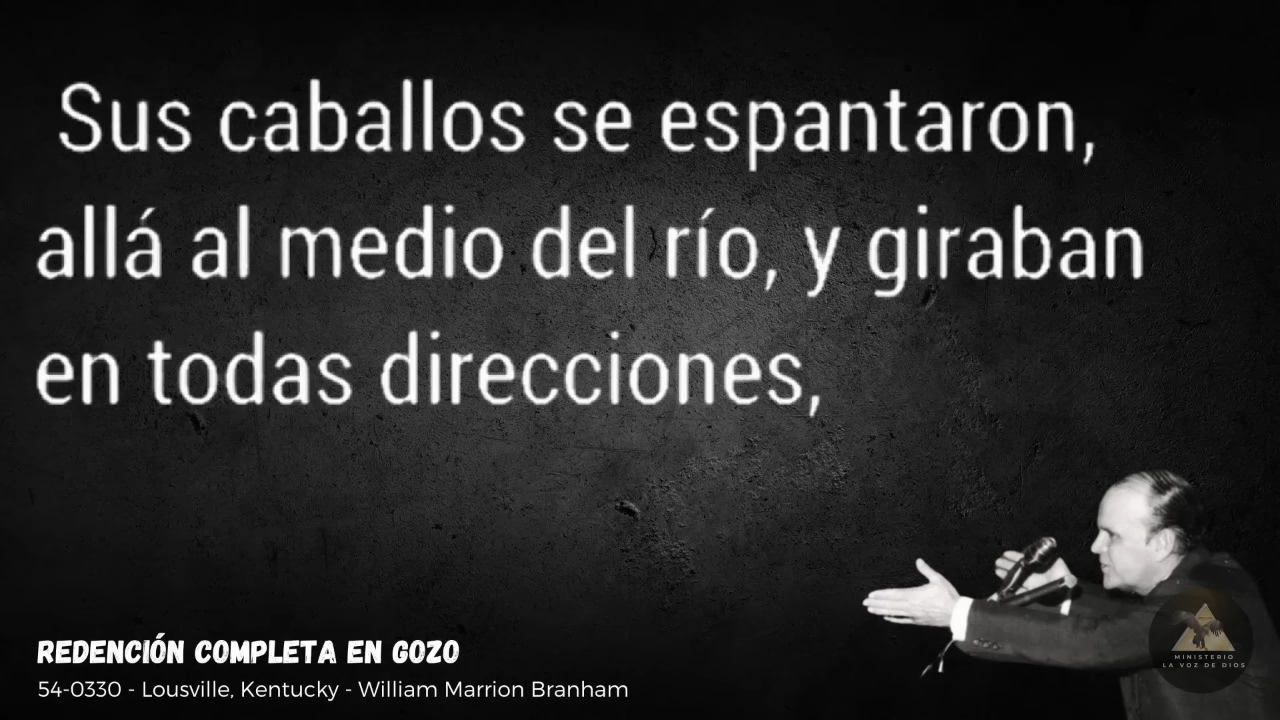 Sus caballos se espantaron,
allá al medio del río, y giraban
en todas direcciones,
REDENCIÓN COMPLETA EN GOZO
54-0330 - Lousville, Kentucky - William Marrion Branham
MINISTERIO
LA VOZ DE DIOS